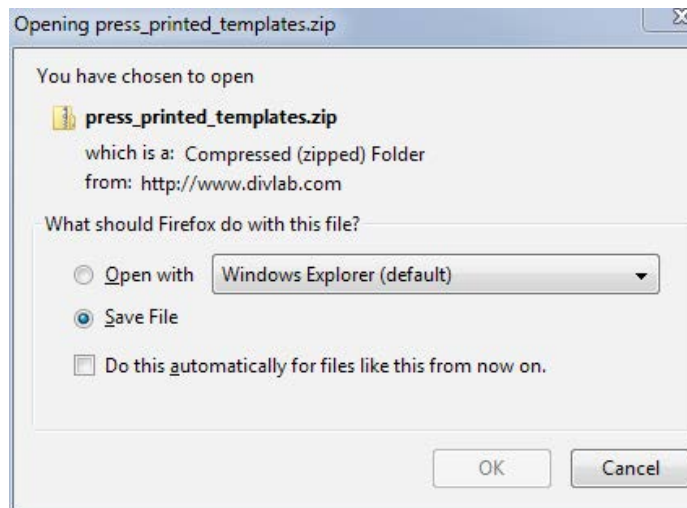 Opening press_printed_templates.zip
You have chosen to open
press_printed_templates.zip
which is a: Compressed (zipped) Folder
from: http://www.divlab.com
What should Firefox do with this file?
Open with Windows Explorer (default)
Save File
Do this automatically for files like this from now on.
OK Cancel